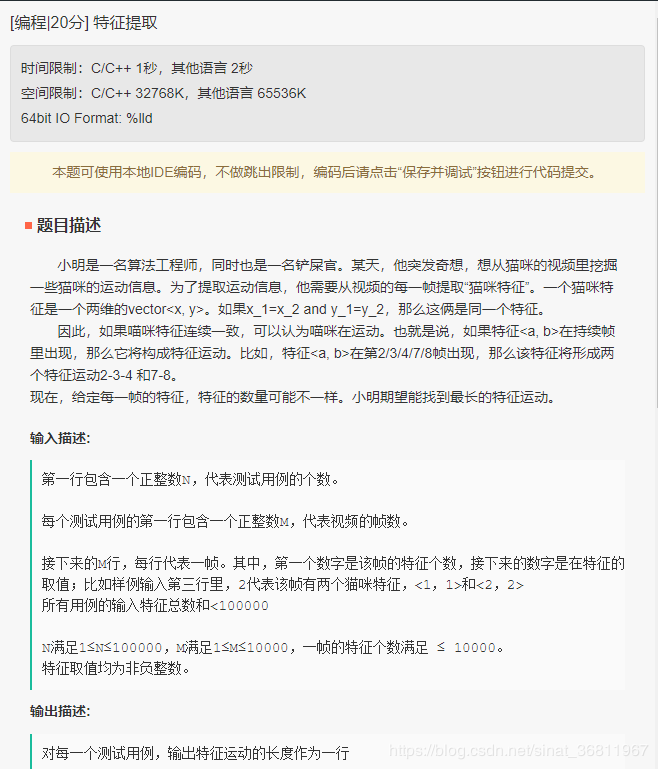 [编程|20分] 特征提取
时间限制：C/C++ 1秒，其他语言 2秒
空间限制：C/C++ 32768K，其他语言 65536K
64bit IO Format: %lld
本题可使用本地IDE编码，不做跳出限制，编码后请点击“保存并调试”按钮进行代码提交。
题目描述
小明是一名算法工程师，同时也是一名铲屎官。某天，他突发奇想，想从猫咪的视频里挖掘
一些猫咪的运动信息。为了提取运动信息，他需要从视频的每一帧提取“猫咪特征”。一个猫咪特
征是一个两维的vector<x, y>。如果x_1=x_2 and y_1=y_2，那么这俩是同一个特征。
因此，如果喵咪特征连续一致，可以认为喵咪在运动。也就是说，如果特征<a, b>在持续帧
里出现，那么它将构成特征运动。比如，特征<a, b>在第2/3/4/7/8帧出现，那么该特征将形成两
个特征运动2-3-4 和7-8。
现在，给定每一帧的特征，特征的数量可能不一样。小明期望能找到最长的特征运动。
输入描述:
第一行包含一个正整数N，代表测试用例的个数。
每个测试用例的第一行包含一个正整数M，代表视频的帧数。
接下来的M行，每行代表一帧。其中，第一个数字是该帧的特征个数，接下来的数字是在特征的
取值；比如样例输入第三行里，2代表该帧有两个猫咪特征，<1，1>和<2，2>
所有用例的输入特征总数和<100000
N满足1≤N≤100000，M满足1≤M≤10000，一帧的特征个数满足 ≤ 10000。
特征取值均为非负整数。
输出描述:
对每一个测试用例，输出特征运动的长度作为一行
https://blog.csdn.net/sinat_36811967